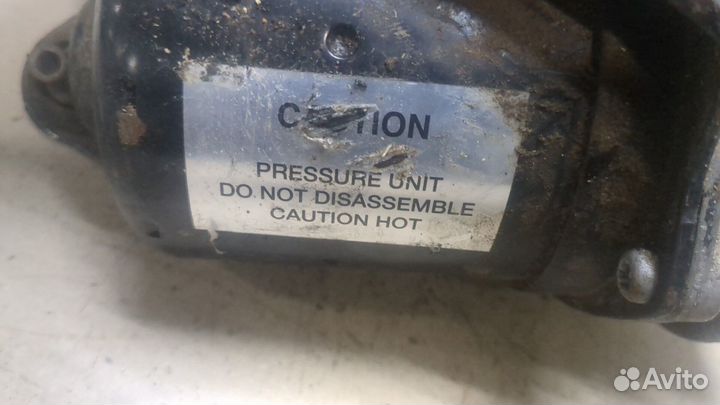 CAUTION
PRESSURE UNIT
DO NOT DISASSEMBLE
CAUTION HOT
Avito